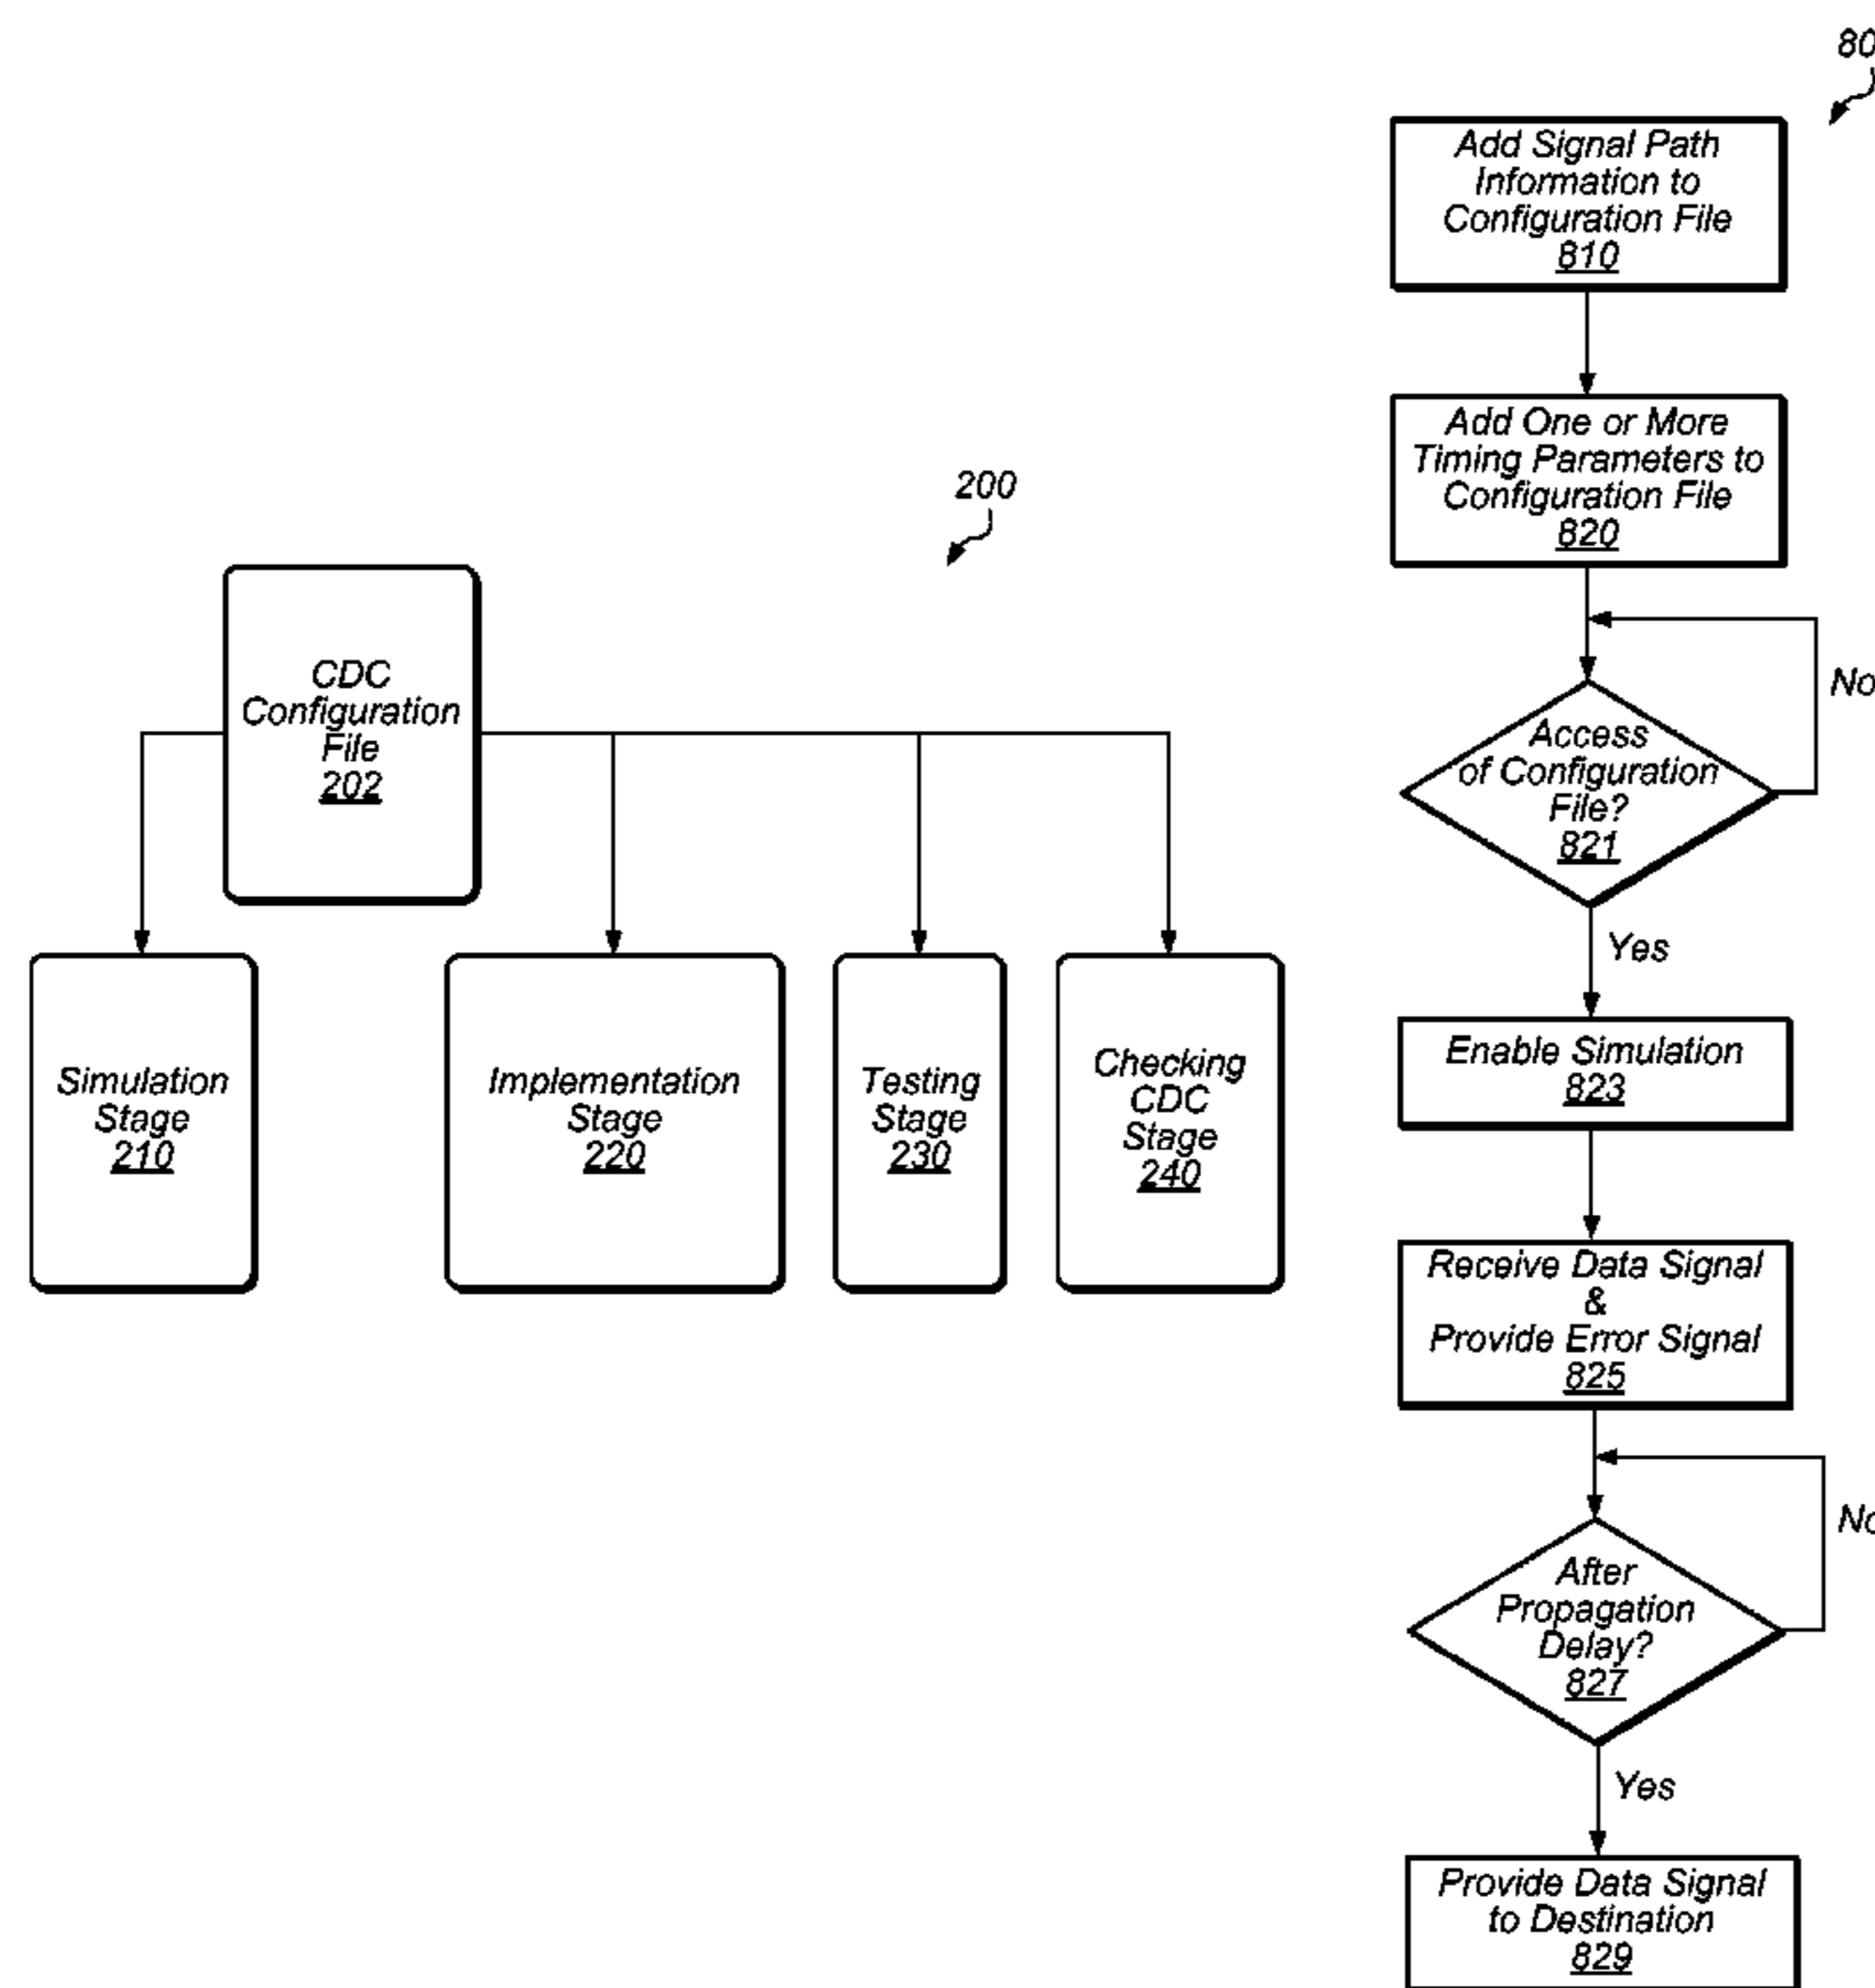 200
CDC
Configuration
File
202
Simulation
Stage
210
Implementation
Stage
220
Testing
Stage
230
Checking
CDC
Stage
240
80
Add Signal Path
Information to
Configuration File
810
Add One or More
Timing Parameters to
Configuration File
820
No
Access
of Configuration
File?
821
Yes
Enable Simulation
823
Receive Data Signal
&
Provide Error Signal
825
No
After
Propagation
Delay?
827
Yes
Provide Data Signal
to Destination
829